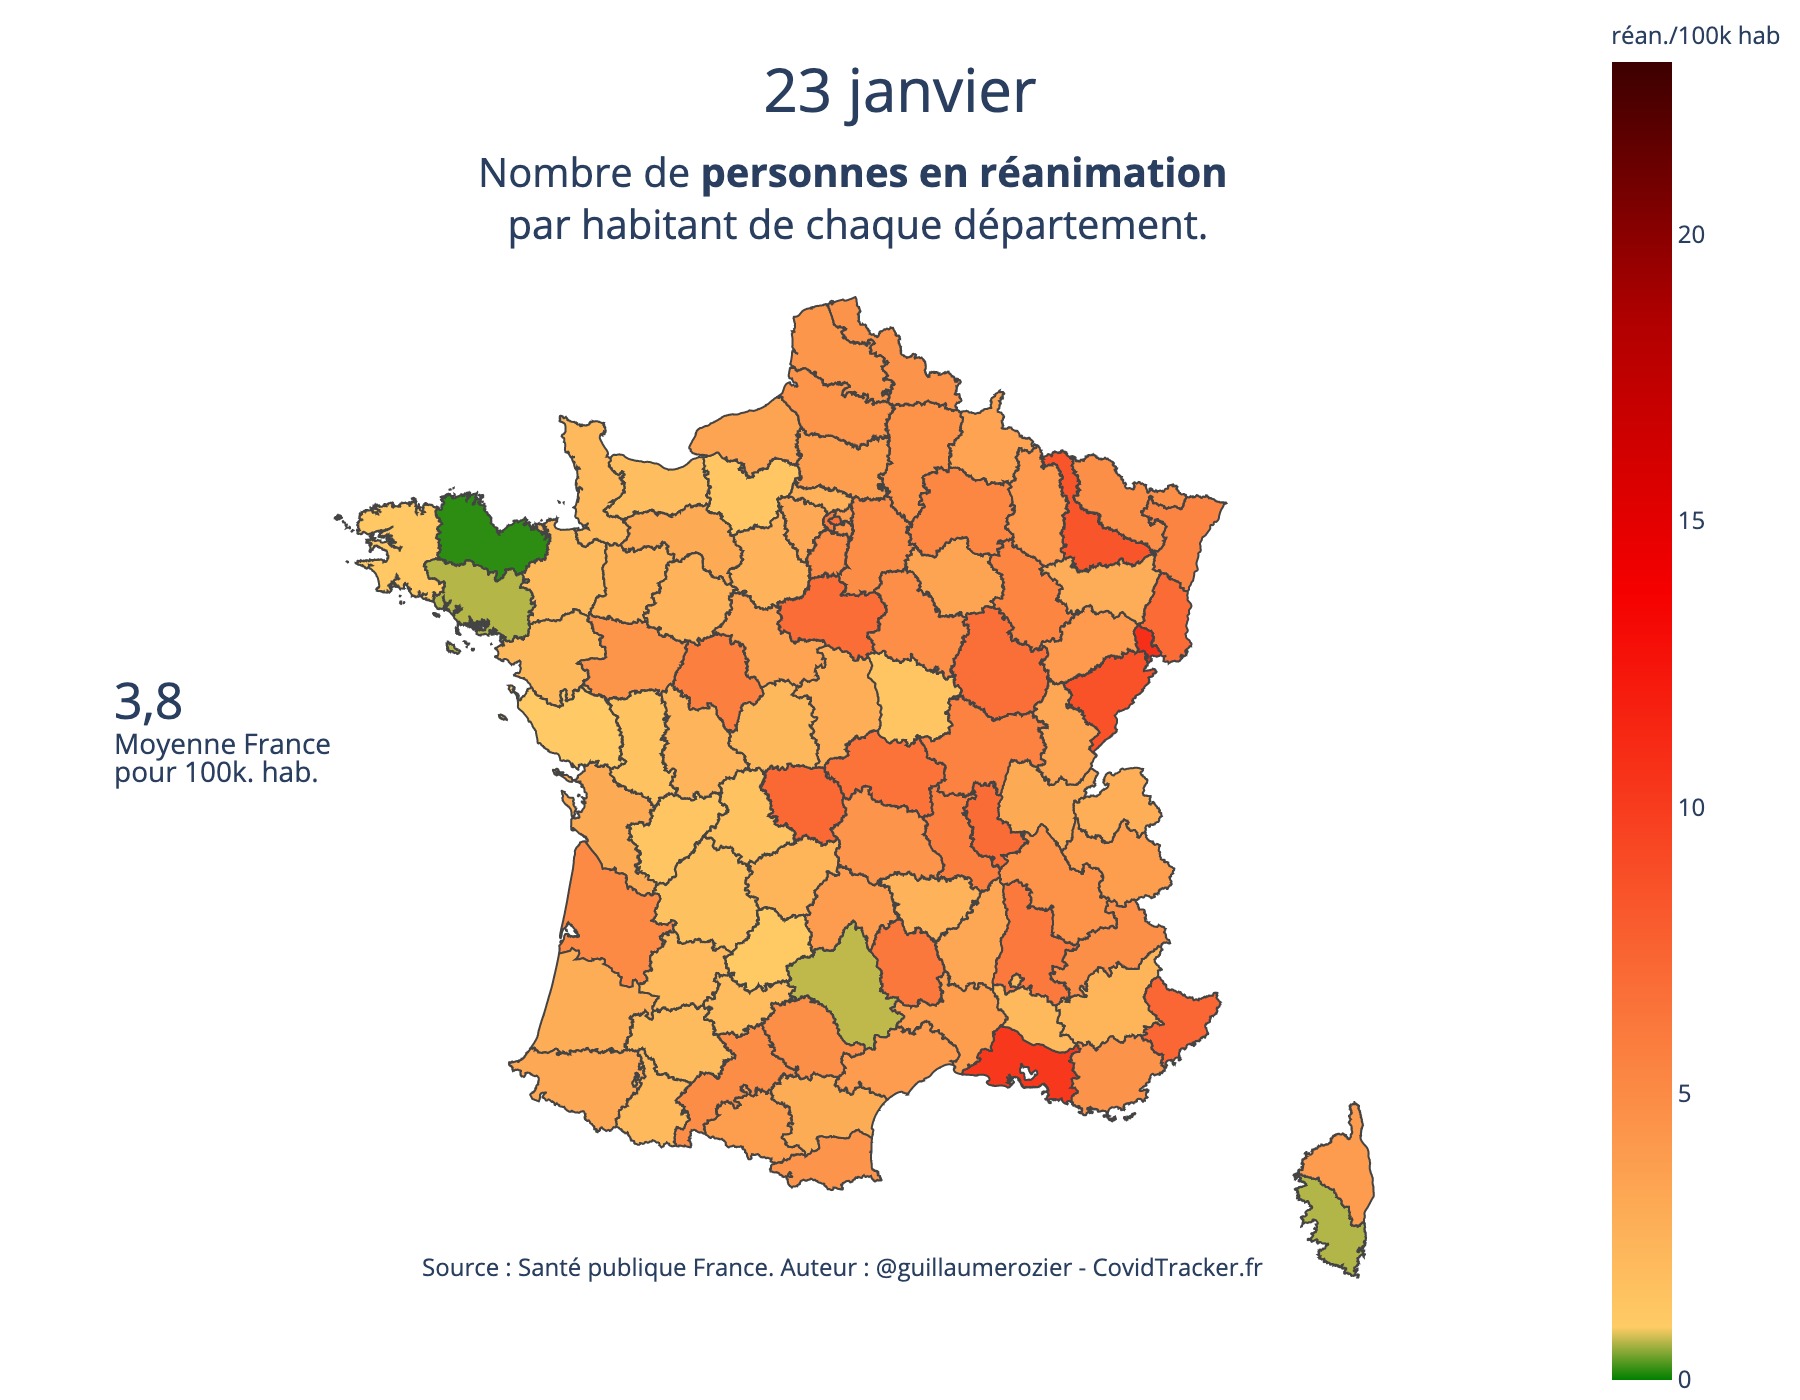 réan./100k hab
23 janvier
Nombre de personnes en réanimation
par habitant de chaque département.
20
15
3,8
Moyenne France
pour 100k. hab.
10
5
Source : Santé publique France. Auteur : @guillaumerozier - CovidTracker.fr
0